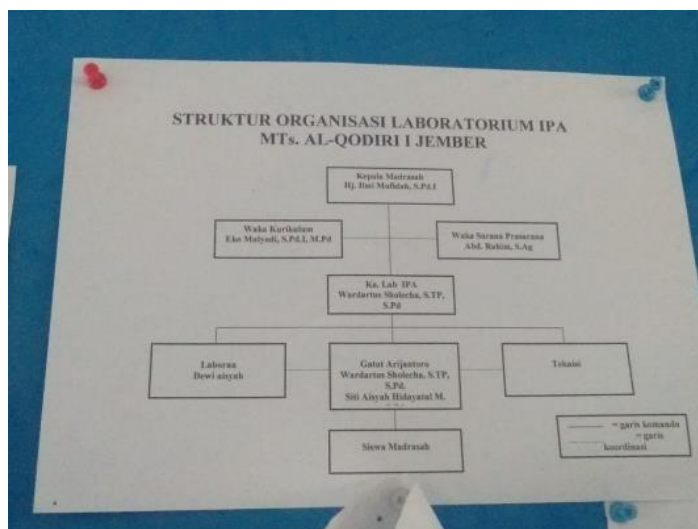 STRUKTUR ORGANISASI LABORATORIUM IPA
MTs. AL-QODIRI I JEMBER
Kepala Madrasah
Hj. Ilmi Mufidah, S.Pd.I
Waka Kurikulum
Eko Mulyadi, S.Pd.I, M.Pd
Waka Sarana Prasarana
Abd. Rahim, S.Ag
Ka. Lab IPA
Wardartus Sholecha, S.TP,
S.Pd
Laboran
Dewi aisyah
Gatut Arijantoro
Wardartus Sholecha, S.TP,
S.Pd.
Siti Aisyah Hidayatul M.
Teknisi
Siswa Madrasah
= garis komando
= garis
koordinasi